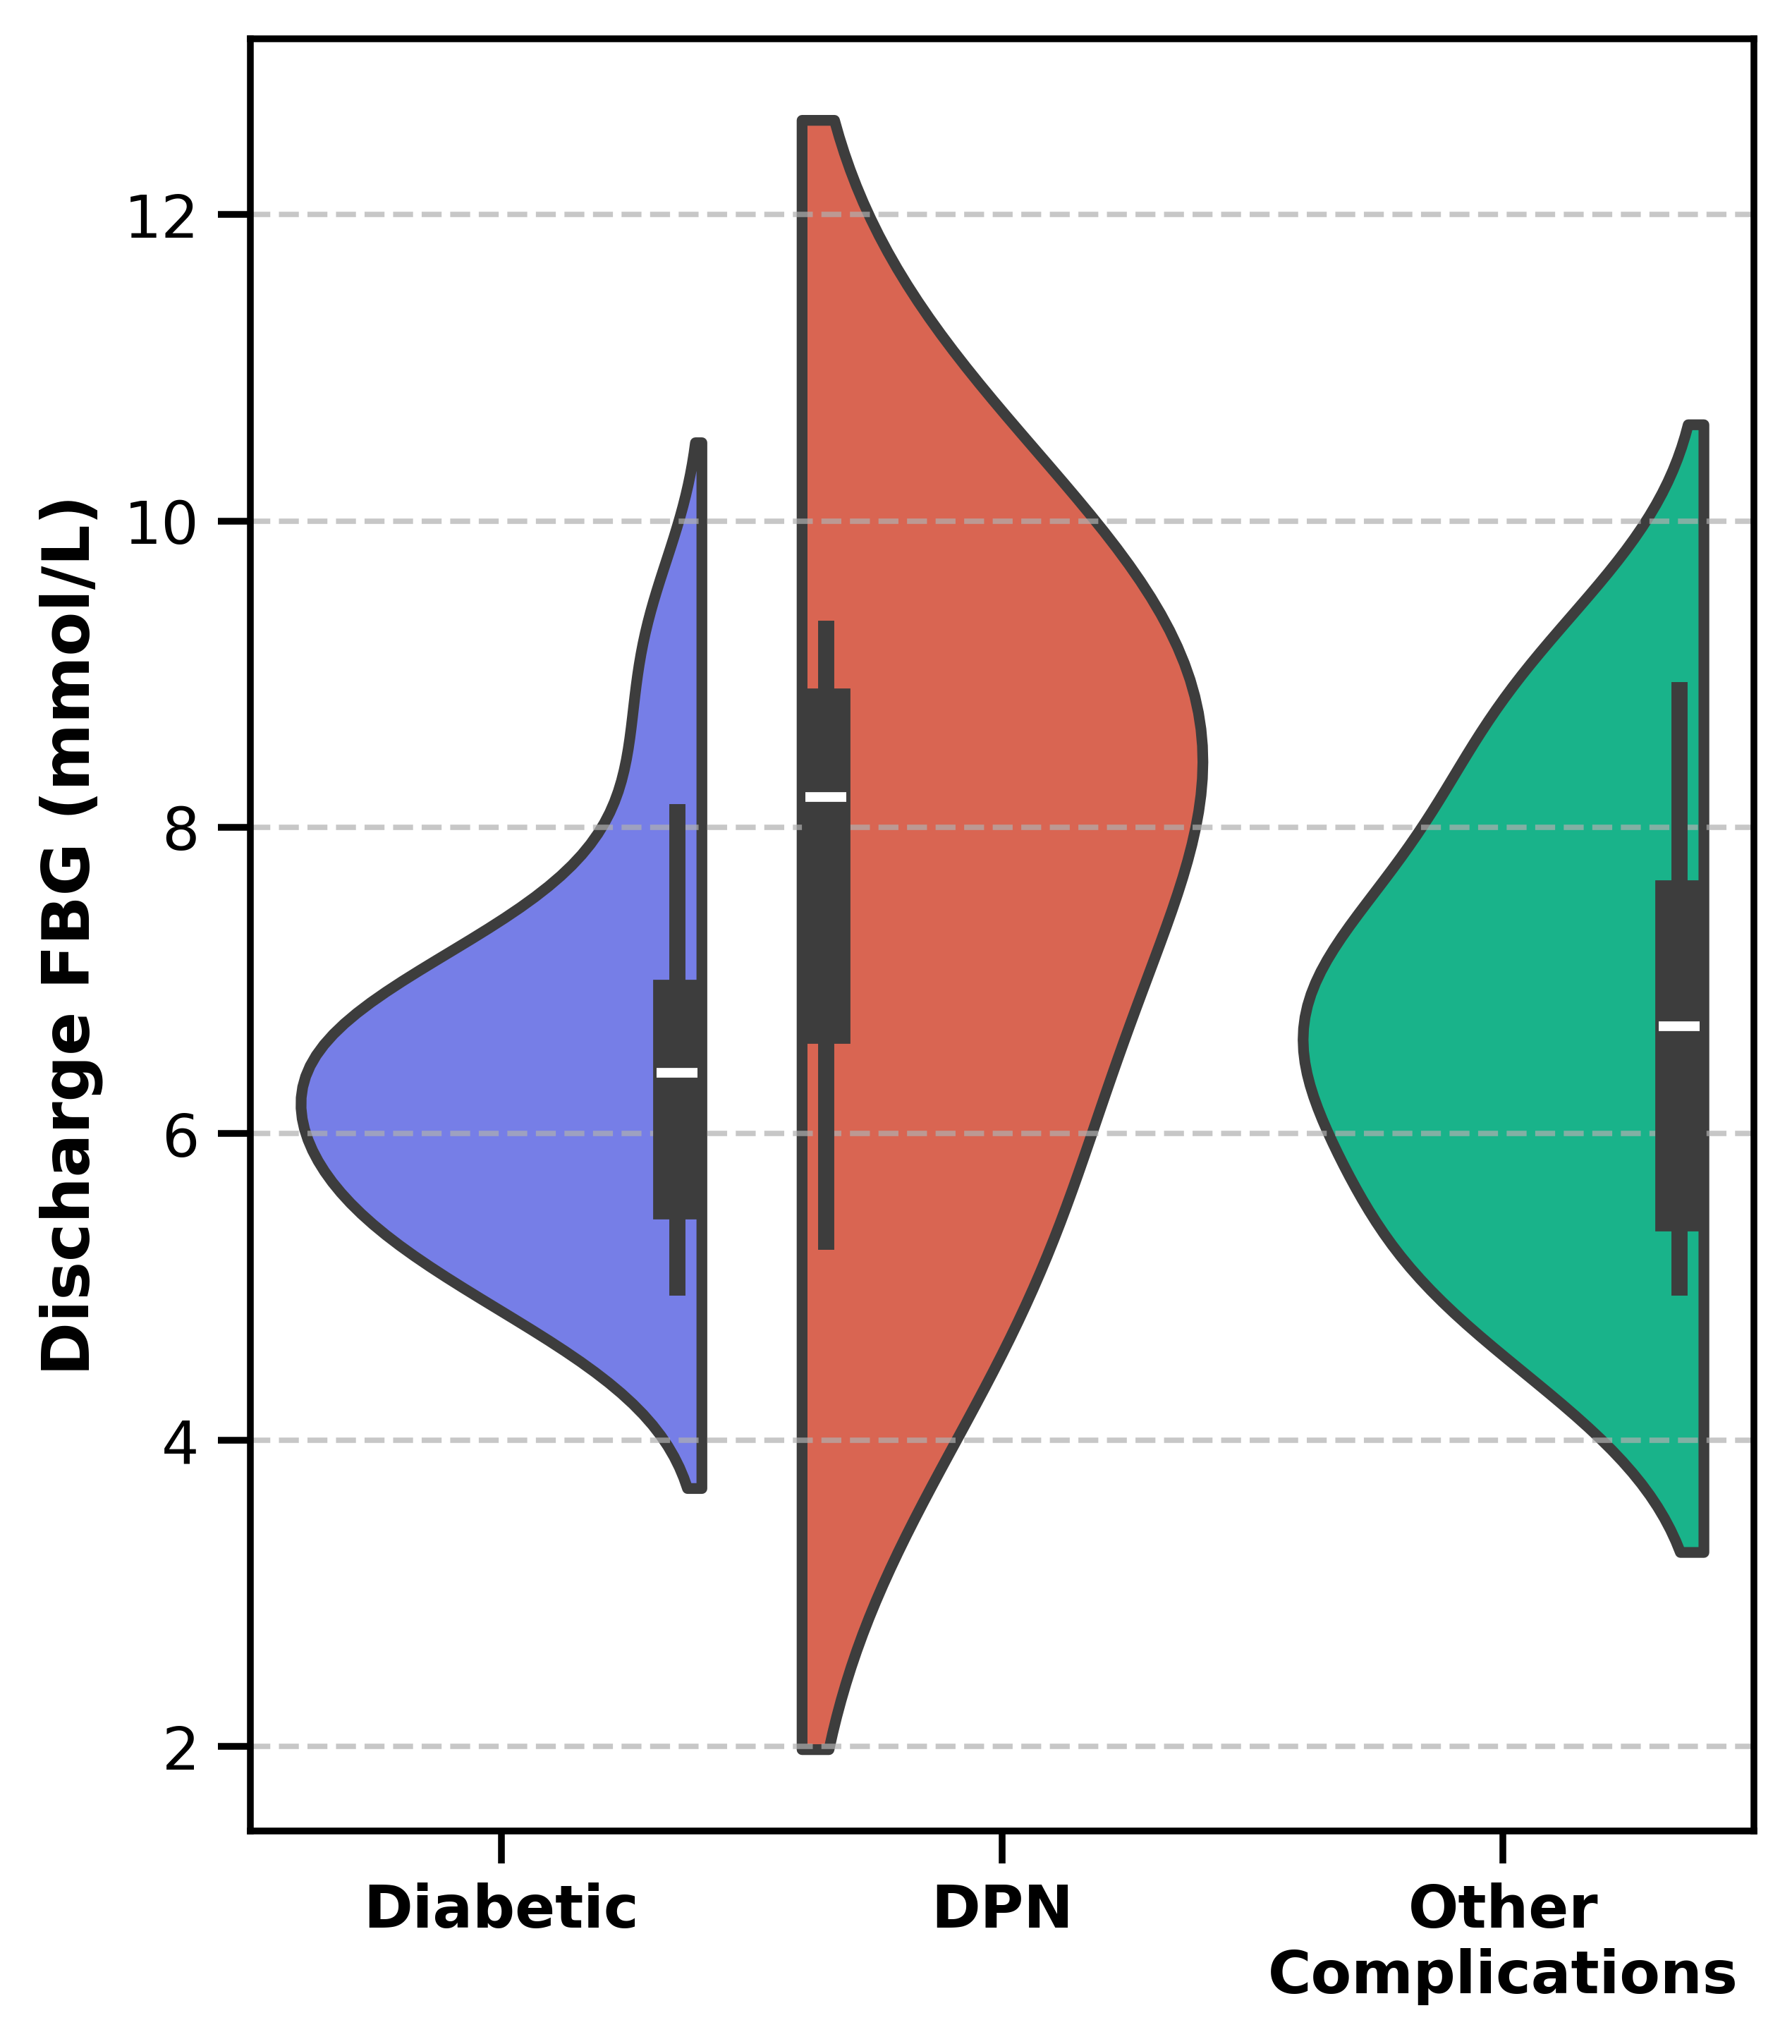 Discharge FBG (mmol/L)
12
10
8
6
4
2
Diabetic
DPN
Other
Complications